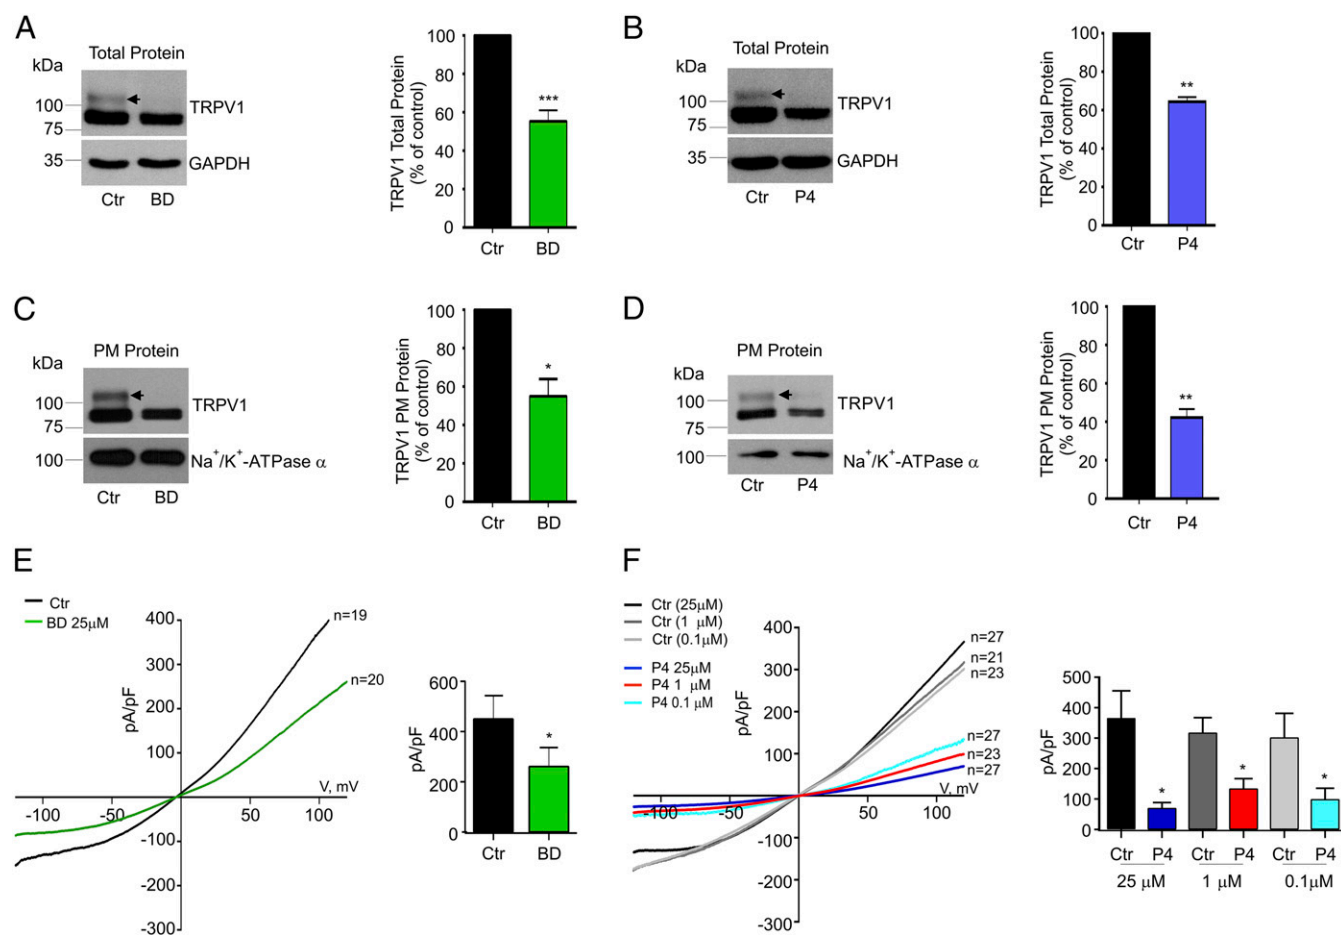 A
Total Protein
kDa
100
75
35
TRPV1
GAPDH
Ctr BD
TRPV1 Total Protein
(% of control)
100
80
60
40
20
0
***
Ctr BD
B
Total Protein
kDa
100
75
35
TRPV1
GAPDH
Ctr P4
TRPV1 Total Protein
(% of control)
100
80
60
40
20
0
**
Ctr P4
C
PM Protein
kDa
100
75
100
TRPV1
Na+/K+-ATPase α
Ctr BD
TRPV1 PM Protein
(% of control)
100
80
60
40
20
0
*
Ctr BD
D
PM Protein
kDa
100
75
100
TRPV1
Na+/K+-ATPase α
Ctr P4
TRPV1 PM Protein
(% of control)
100
80
60
40
20
0
**
Ctr P4
E
Ctr
BD 25μM
pA/pF
400
300
200
100
-100
-200
-300
-100 -50 50 100
V, mV
n=19
n=20
pA/pF
600
400
200
0
*
Ctr BD
F
Ctr (25μM)
Ctr (1 μM)
Ctr (0.1μM)
P4 25μM
P4 1 μM
P4 0.1 μM
pA/pF
400
300
200
100
-100
-200
-300
-100 -50 50 100
V, mV
n=27
n=21
n=23
n=27
n=23
n=27
pA/pF
500
400
300
200
100
0
* * *
Ctr P4 Ctr P4 Ctr P4
25 μM 1 μM 0.1μM